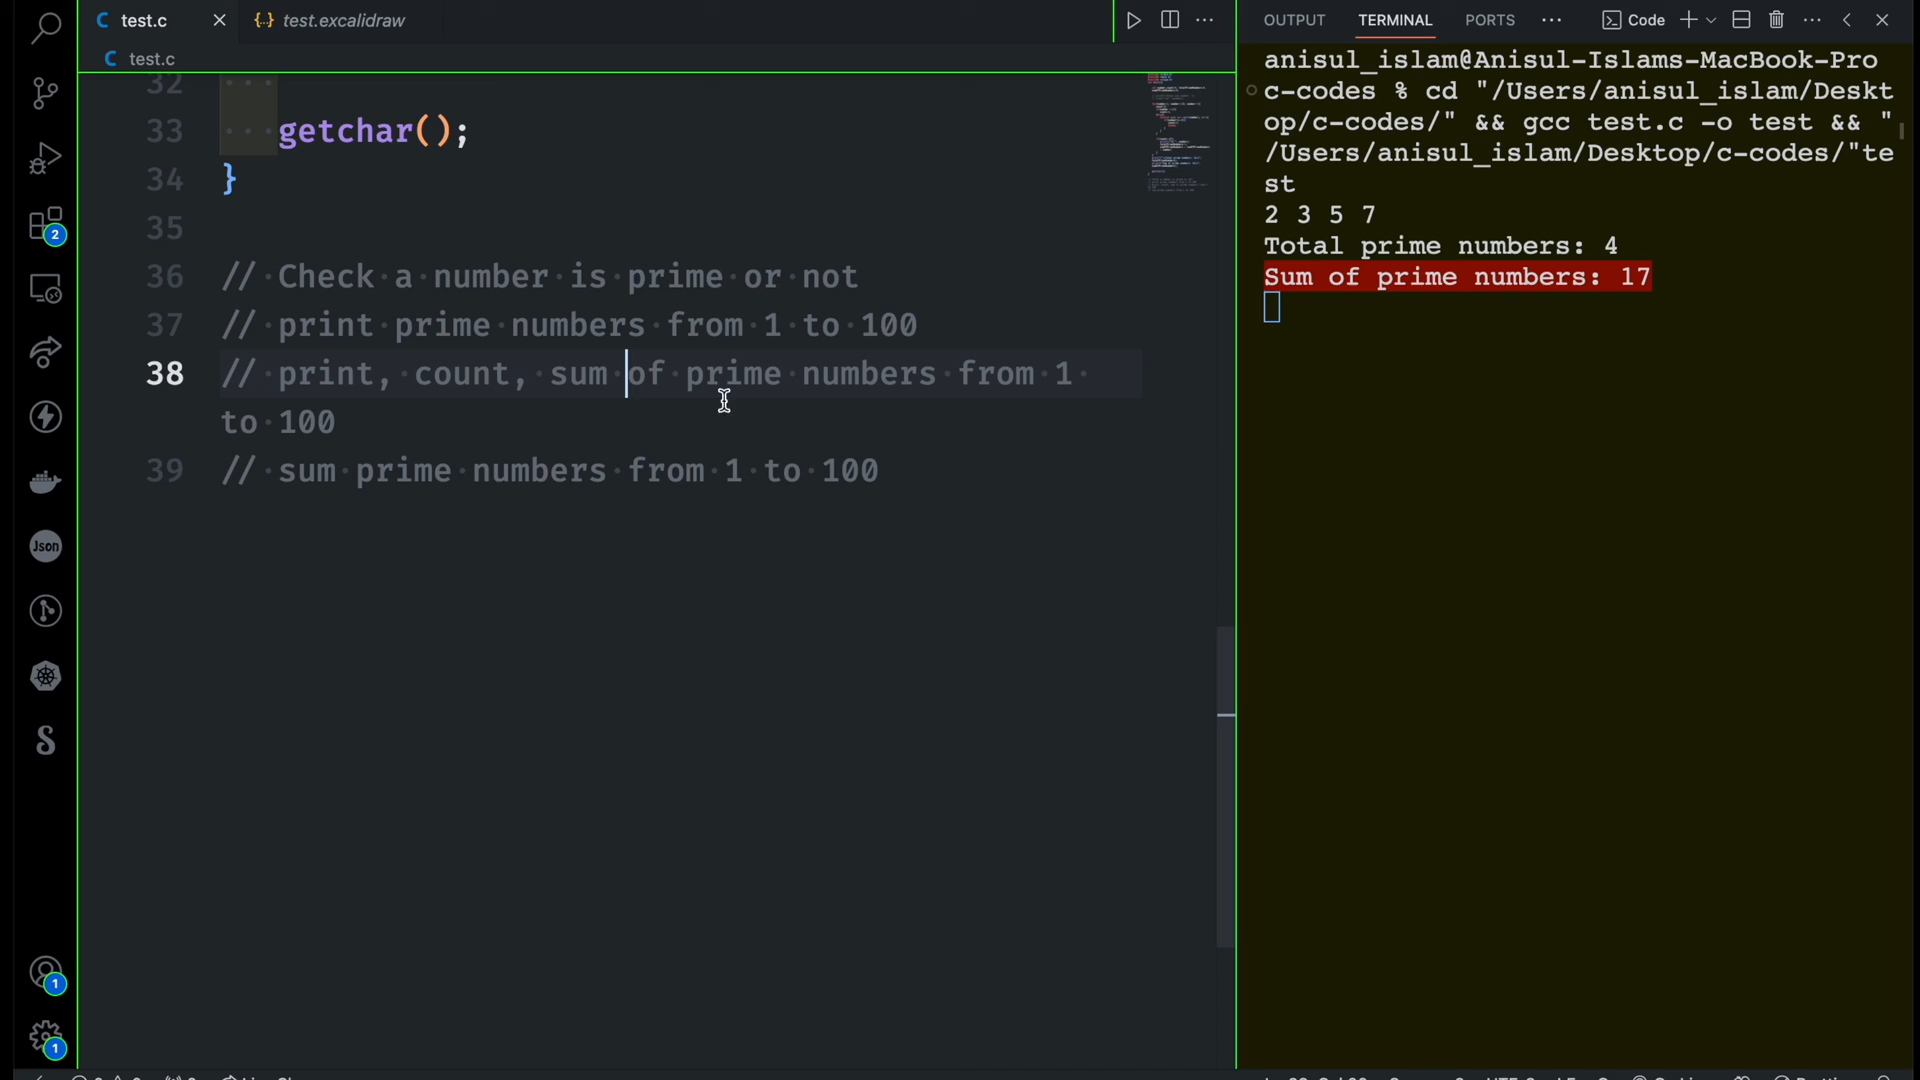 test.c
test.excalidraw
test.c
32
33 getchar();
34 }
35
36 // Check a number is prime or not
37 // print prime numbers from 1 to 100
38 // print, count, sum of prime numbers from 1
to 100
39 // sum prime numbers from 1 to 100
2
Json
1
1
OUTPUT TERMINAL PORTS Code
anisul_islam@Anisul-Islams-MacBook-Pro
c-codes % cd "/Users/anisul_islam/Deskt
op/c-codes/" && gcc test.c -o test && "
/Users/anisul_islam/Desktop/c-codes/"te
st
2 3 5 7
Total prime numbers: 4
Sum of prime numbers: 17